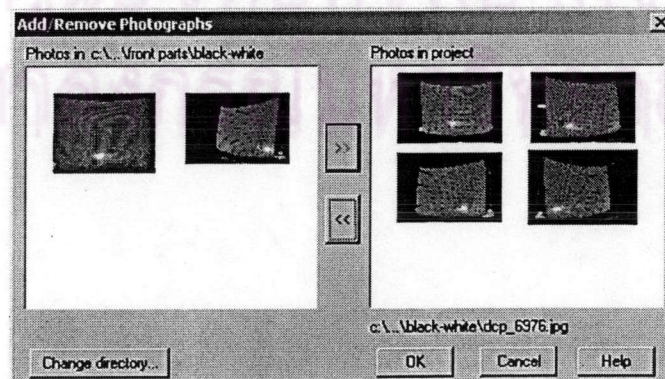 Add/Remove Photographs
Photos in c:\...\front parts\black-white
Photos in project
>>
<<
c:\...\black-white\dcp_6976.jpg
Change directory...
OK
Cancel
Help